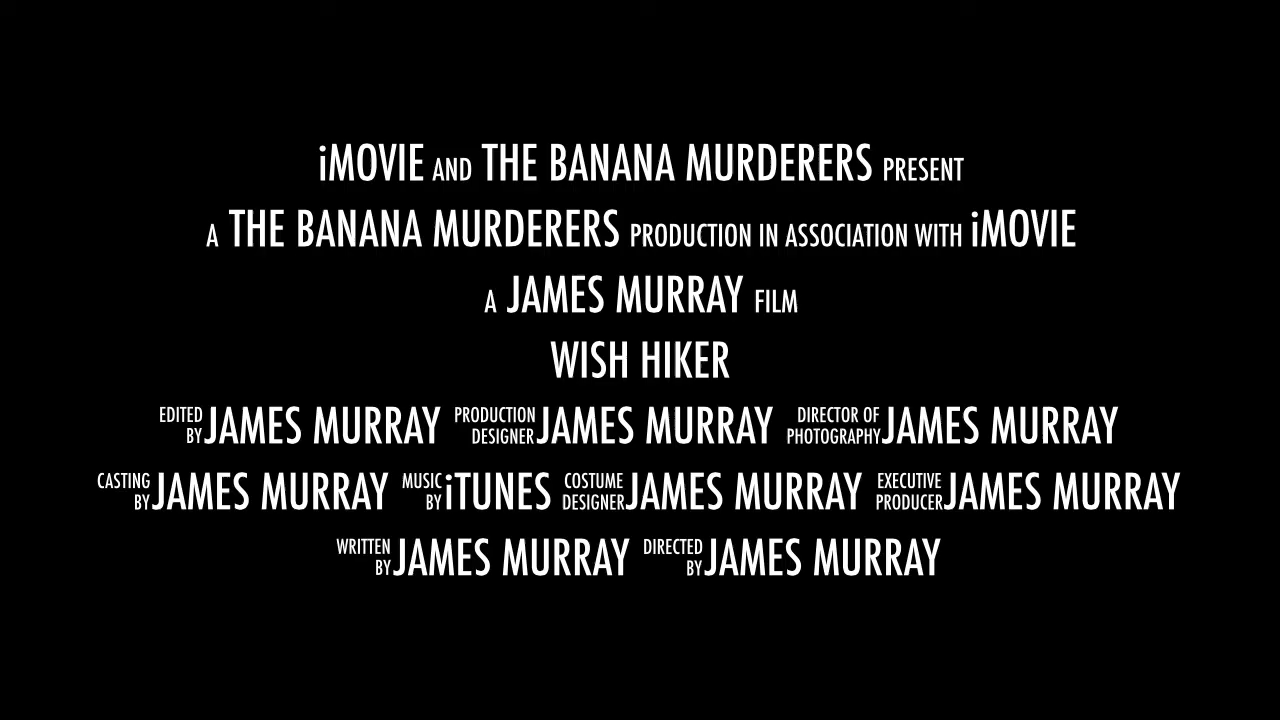 iMOVIE AND THE BANANA MURDERERS PRESENT
A THE BANANA MURDERERS PRODUCTION IN ASSOCIATION WITH iMOVIE
A JAMES MURRAY FILM
WISH HIKER
EDITED BY JAMES MURRAY PRODUCTION DESIGNER JAMES MURRAY DIRECTOR OF PHOTOGRAPHY JAMES MURRAY
CASTING BY JAMES MURRAY MUSIC BY iTUNES COSTUME DESIGNER JAMES MURRAY EXECUTIVE PRODUCER JAMES MURRAY
WRITTEN BY JAMES MURRAY DIRECTED BY JAMES MURRAY